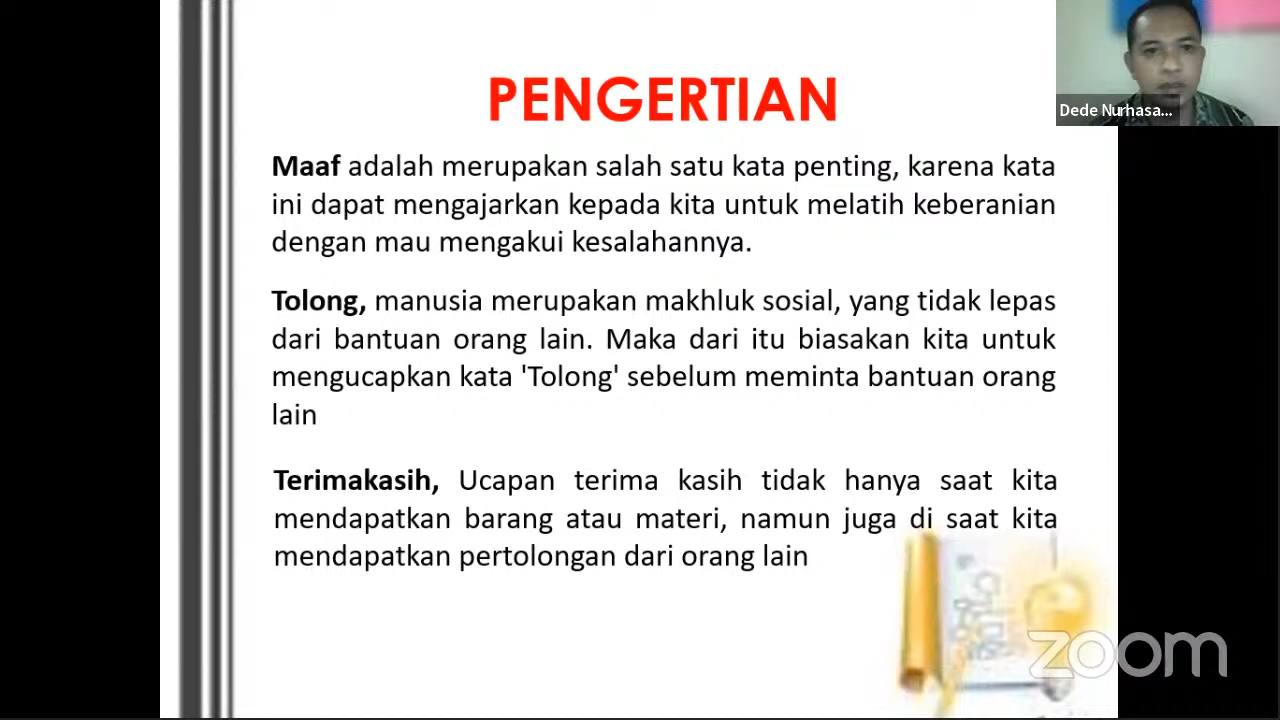 PENGERTIAN
Dede Nurhasa...
Maaf adalah merupakan salah satu kata penting, karena kata
ini dapat mengajarkan kepada kita untuk melatih keberanian
dengan mau mengakui kesalahannya.
Tolong, manusia merupakan makhluk sosial, yang tidak lepas
dari bantuan orang lain. Maka dari itu biasakan kita untuk
mengucapkan kata 'Tolong' sebelum meminta bantuan orang
lain
Terimakasih, Ucapan terima kasih tidak hanya saat kita
mendapatkan barang atau materi, namun juga di saat kita
mendapatkan pertolongan dari orang lain
zoom